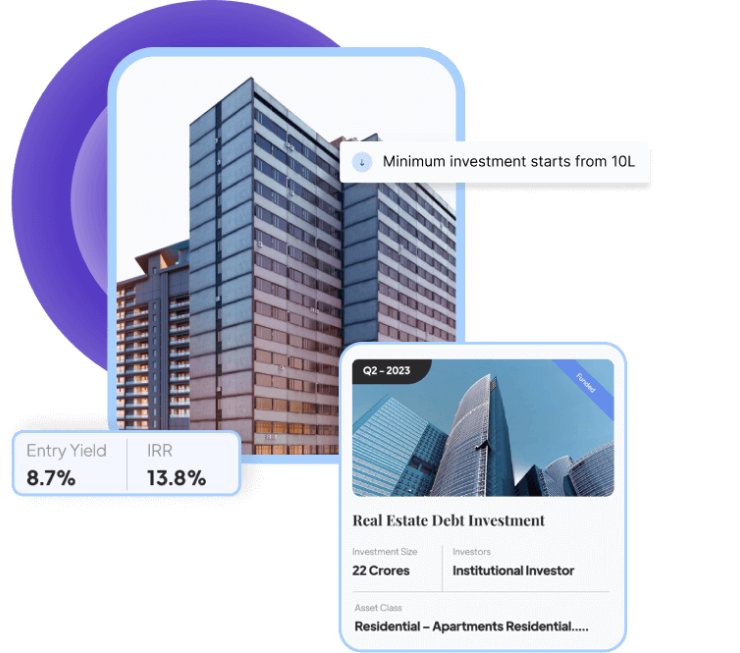 Minimum investment starts from 10L
Q2 – 2023
Funded
Entry Yield
8.7%
IRR
13.8%
Real Estate Debt Investment
Investment Size
22 Crores
Investors
Institutional Investor
Asset Class
Residential – Apartments Residential.....